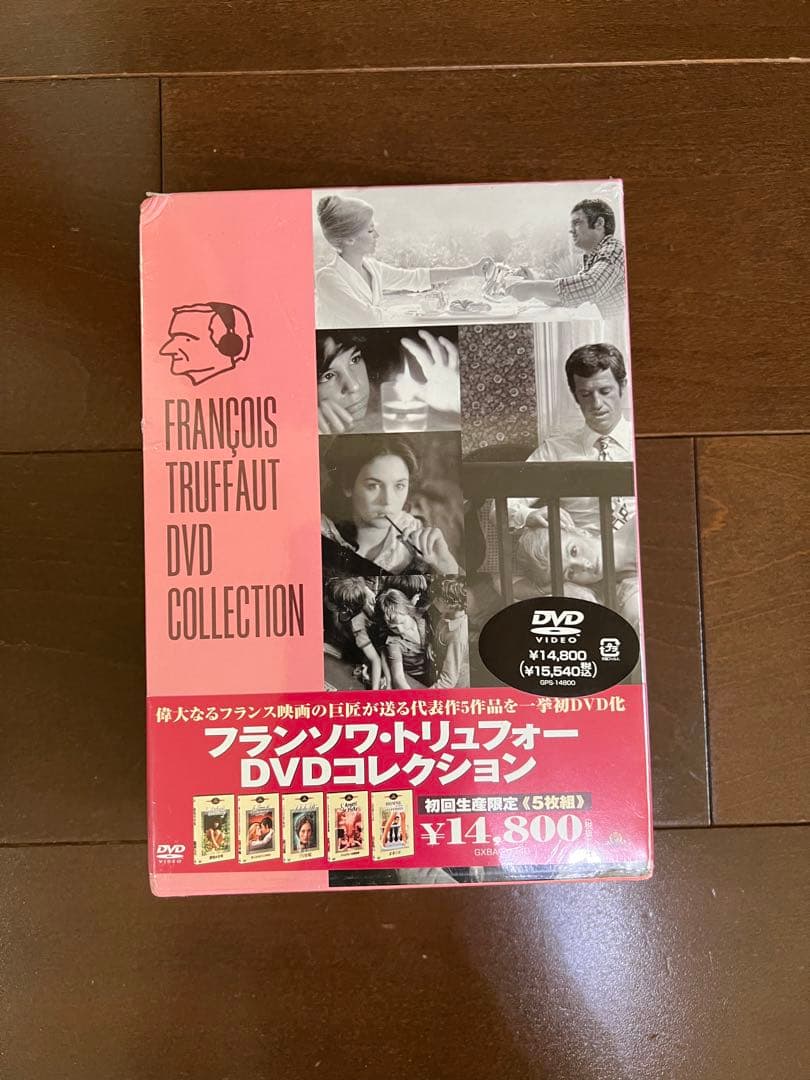 FRANÇOIS
TRUFFAUT
DVD
COLLECTION
DVD
VIDEO
¥14,800
(¥15,540税込)
GPS-14800
プラ
偉大なるフランス映画の巨匠が送る代表作5作品を一挙初DVD化
フランソワ・トリュフォー
DVDコレクション
初回生産限定《5枚組》
¥14,800
DVD
VIDEO